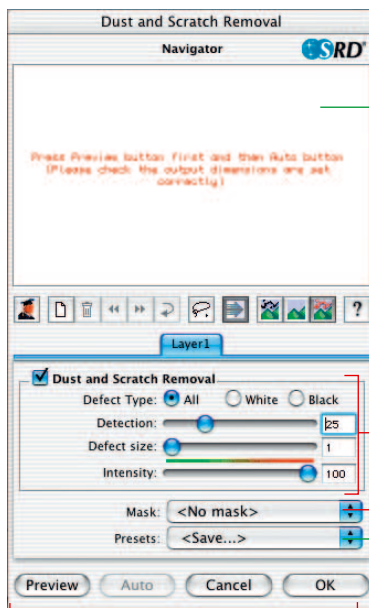 Dust and Scratch Removal
Navigator SRD
Press Preview button first and then Auto button
(Please check the output dimensions are set
correctly)
?
Layer1
Dust and Scratch Removal
Defect Type: All White Black
Detection: 25
Defect size: 1
Intensity: 100
Mask: <No mask>
Presets: <Save...>
Preview Auto Cancel OK